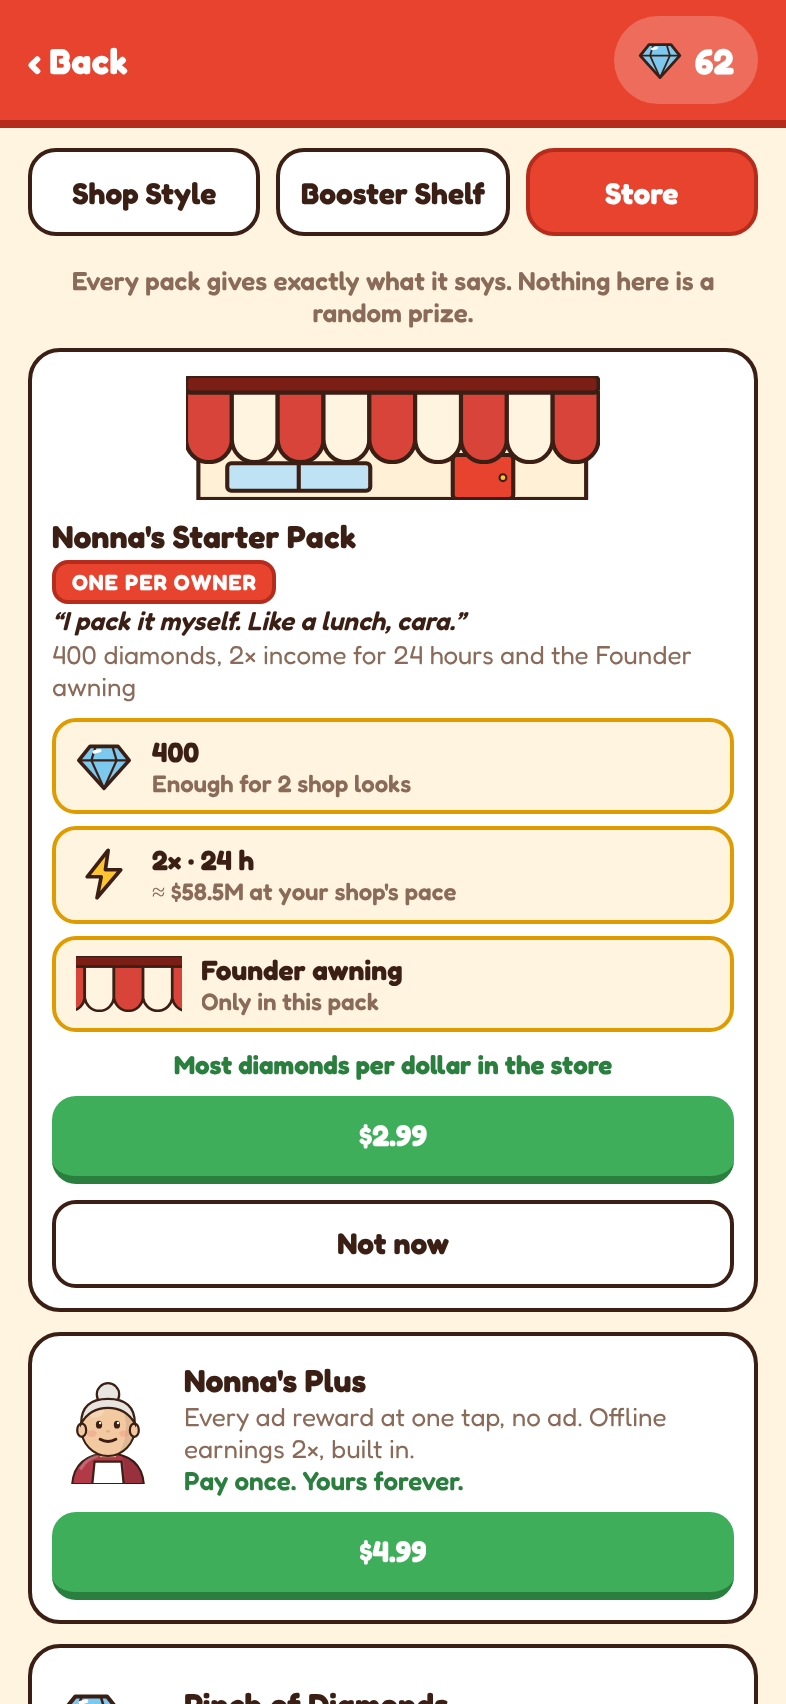 ‹ Back
62
Shop Style
Booster Shelf
Store
Every pack gives exactly what it says. Nothing here is a
random prize.
Nonna's Starter Pack
ONE PER OWNER
“I pack it myself. Like a lunch, cara.”
400 diamonds, 2× income for 24 hours and the Founder
awning
400
Enough for 2 shop looks
2× · 24 h
≈ $58.5M at your shop's pace
Founder awning
Only in this pack
Most diamonds per dollar in the store
$2.99
Not now
Nonna's Plus
Every ad reward at one tap, no ad. Offline
earnings 2×, built in.
Pay once. Yours forever.
$4.99
Pinch of Diamonds